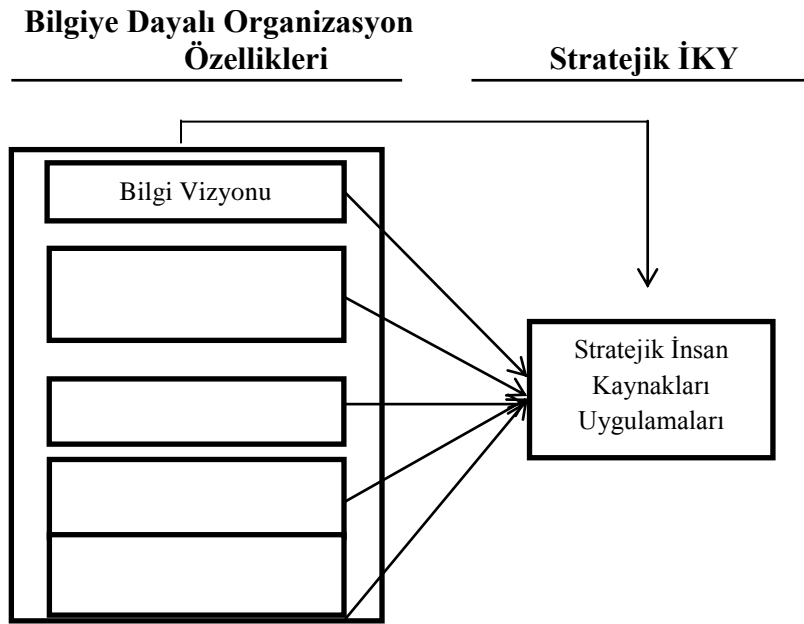 Bilgiye Dayalı Organizasyon
Özellikleri
Stratejik İKY
Bilgi Vizyonu
Stratejik İnsan
Kaynakları
Uygulamaları